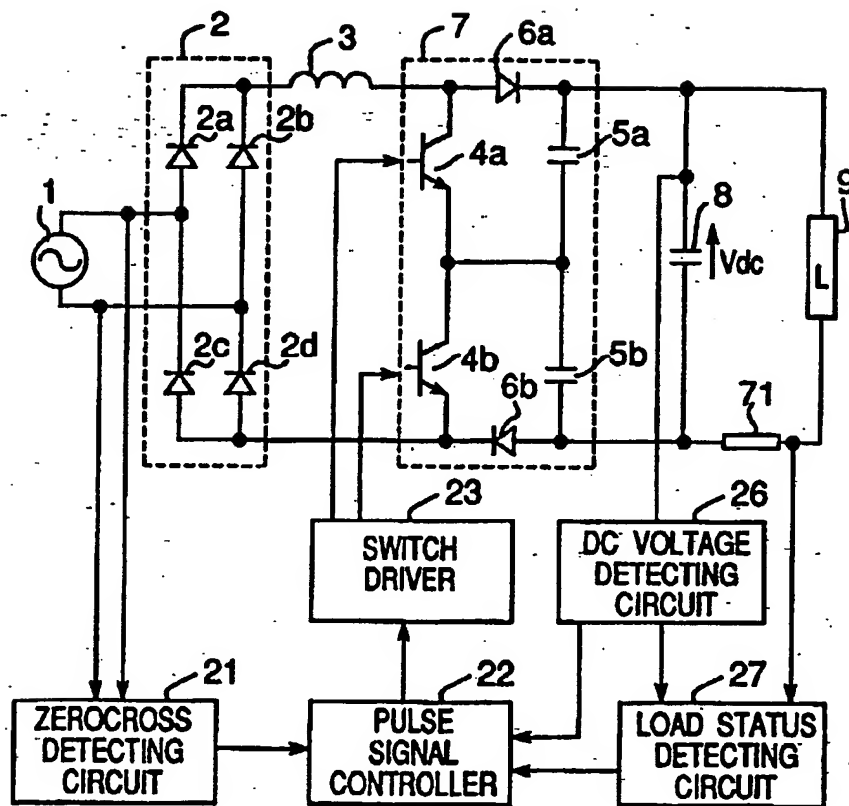 2
3
7
6a
2a
2b
4a
5a
1
8
9
Vdc
L
2c
2d
4b
5b
6b
71
23
SWITCH
DRIVER
26
DC VOLTAGE
DETECTING
CIRCUIT
21
ZEROCROSS
DETECTING
CIRCUIT
22
PULSE
SIGNAL
CONTROLLER
27
LOAD STATUS
DETECTING
CIRCUIT